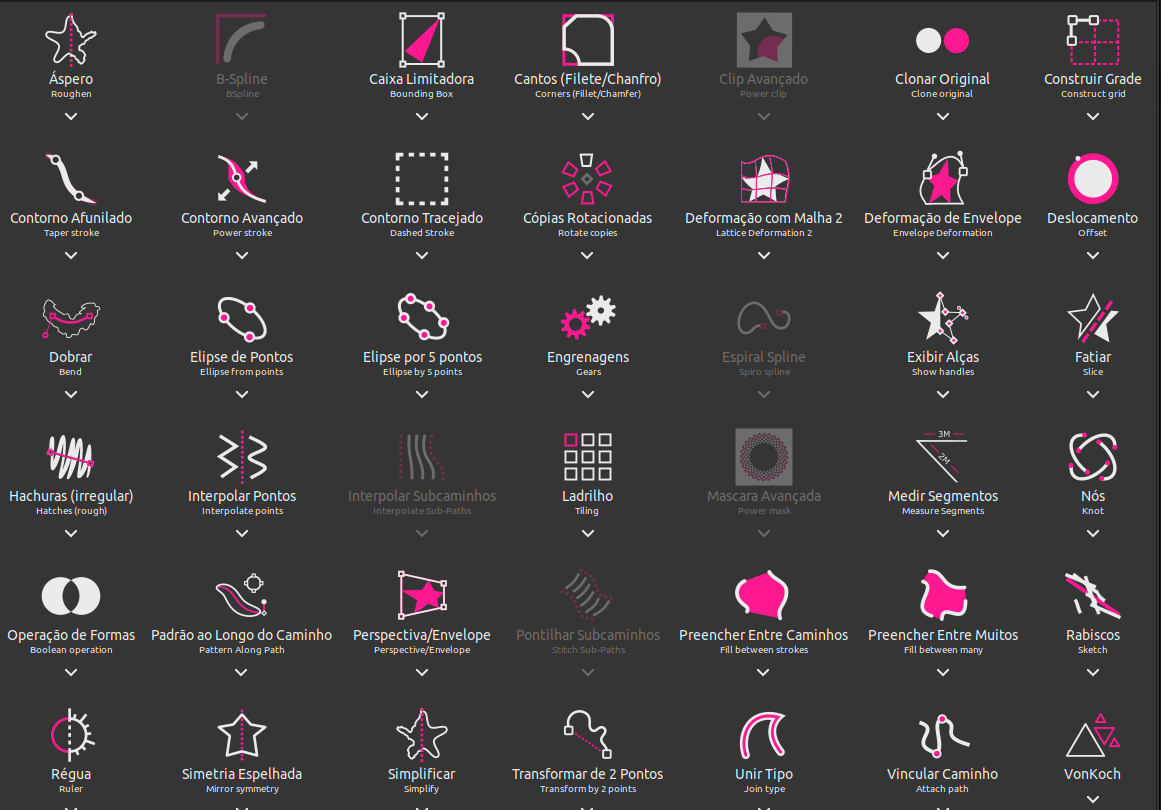 Áspero
Roughen
B-Spline
BSpline
Caixa Limitadora
Bounding Box
Cantos (Filete/Chanfro)
Corners (Fillet/Chamfer)
Clip Avançado
Power clip
Clonar Original
Clone original
Construir Grade
Construct grid
Contorno Afunilado
Taper stroke
Contorno Avançado
Power stroke
Contorno Tracejado
Dashed Stroke
Cópias Rotacionadas
Rotate copies
Deformação com Malha 2
Lattice Deformation 2
Deformação de Envelope
Envelope Deformation
Deslocamento
Offset
Dobrar
Bend
Elipse de Pontos
Ellipse from points
Elipse por 5 pontos
Ellipse by 5 points
Engrenagens
Gears
Espiral Spline
Spiro spline
Exibir Alças
Show handles
Fatiar
Slice
Hachuras (irregular)
Hatches (rough)
Interpolar Pontos
Interpolate points
Interpolar Subcaminhos
Interpolate Sub-Paths
Ladrilho
Tiling
Mascara Avançada
Power mask
3M
2M
Medir Segmentos
Measure Segments
Nós
Knot
Operação de Formas
Boolean operation
Padrão ao Longo do Caminho
Pattern Along Path
Perspectiva/Envelope
Perspective/Envelope
Pontilhar Subcaminhos
Stitch Sub-Paths
Preencher Entre Caminhos
Fill between strokes
Preencher Entre Muitos
Fill between many
Rabiscos
Sketch
Régua
Ruler
Simetria Espelhada
Mirror symmetry
Simplificar
Simplify
Transformar de 2 Pontos
Transform by 2 points
Unir Tipo
Join type
Vincular Caminho
Attach path
VonKoch